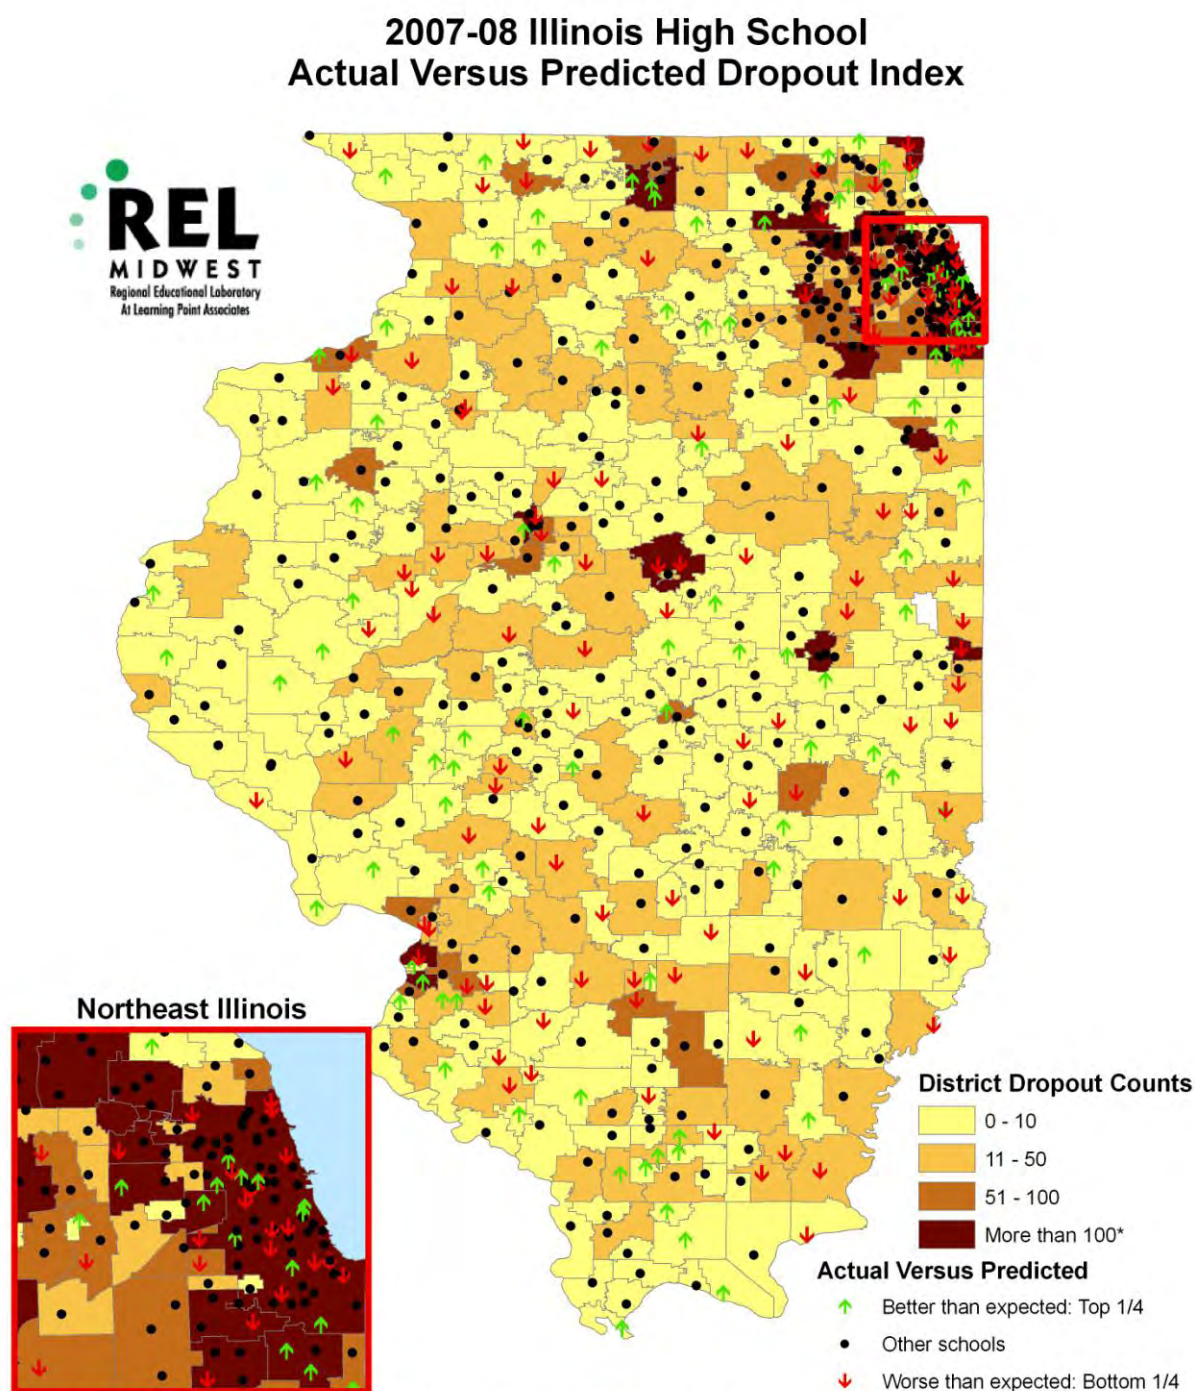 2007-08 Illinois High School
Actual Versus Predicted Dropout Index
REL
MIDWEST
Regional Educational Laboratory
At Learning Point Associates
Northeast Illinois
District Dropout Counts
0 - 10
11 - 50
51 - 100
More than 100*
Actual Versus Predicted
Better than expected: Top 1/4
Other schools
Worse than expected: Bottom 1/4